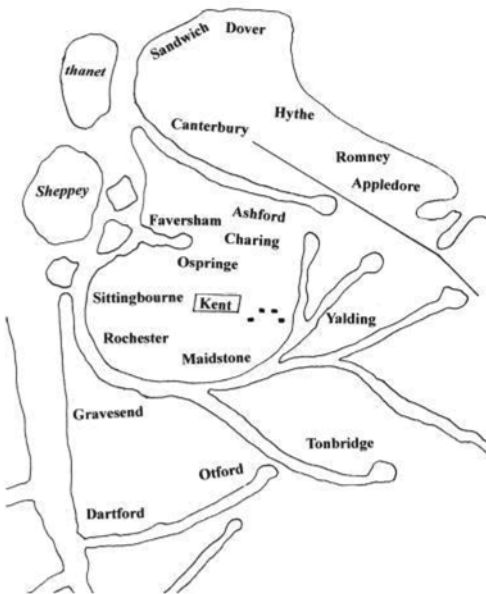 Sandwich
Dover
thanet
Hythe
Canterbury
Romney
Appledore
Sheppey
Ashford
Faversham
Charing
Ospringe
Sittingbourne
Kent
Yalding
Rochester
Maidstone
Gravesend
Tonbridge
Otford
Dartford